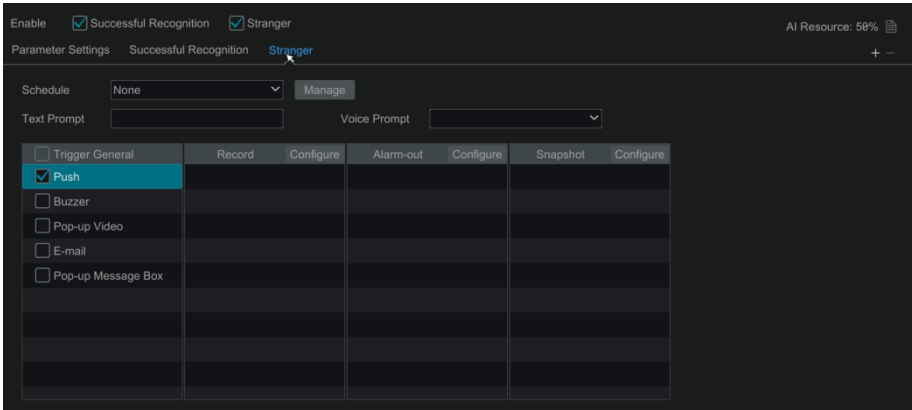 Enable Successful Recognition Stranger AI Resource: 50%
Parameter Settings Successful Recognition Stranger + −
Schedule None Manage
Text Prompt Voice Prompt
Trigger General Record Configure Alarm-out Configure Snapshot Configure
Push
Buzzer
Pop-up Video
E-mail
Pop-up Message Box